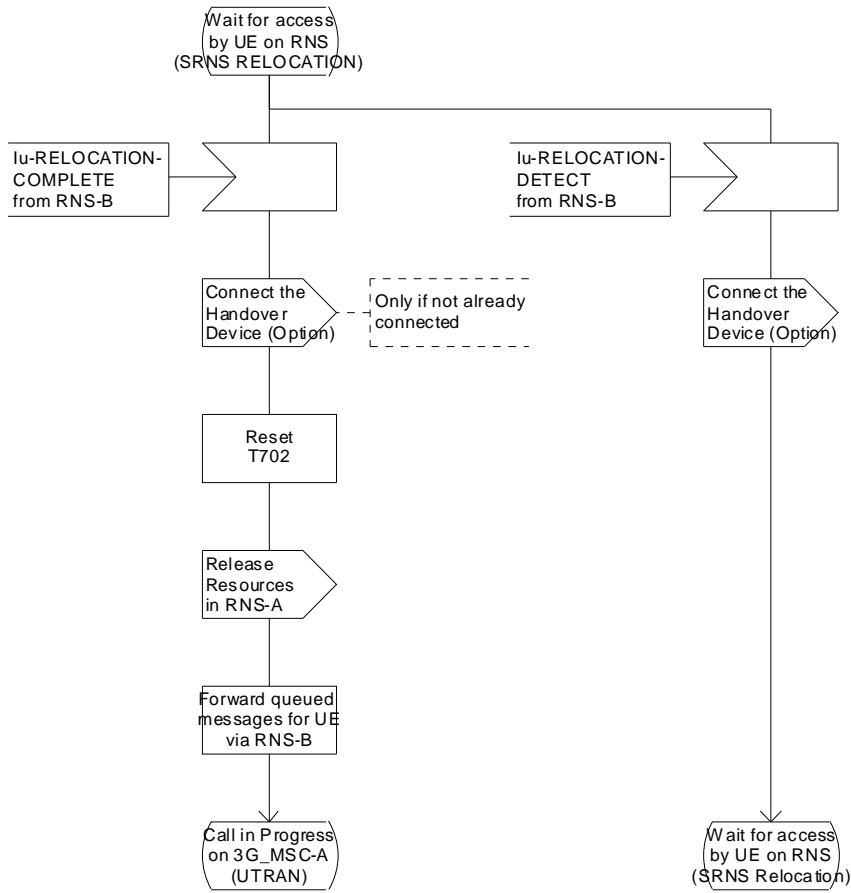 Wait for access
by UE on RNS
(SRNS RELOCATION)
Iu-RELOCATION-
COMPLETE
from RNS-B
Iu-RELOCATION-
DETECT
from RNS-B
Connect the
Handover
Device (Option)
Only if not already
connected
Connect the
Handover
Device (Option)
Reset
T702
Release
Resources
in RNS-A
Forward queued
messages for UE
via RNS-B
Call in Progress
on 3G_MSC-A
(UTRAN)
Wait for access
by UE on RNS
(SRNS Relocation)